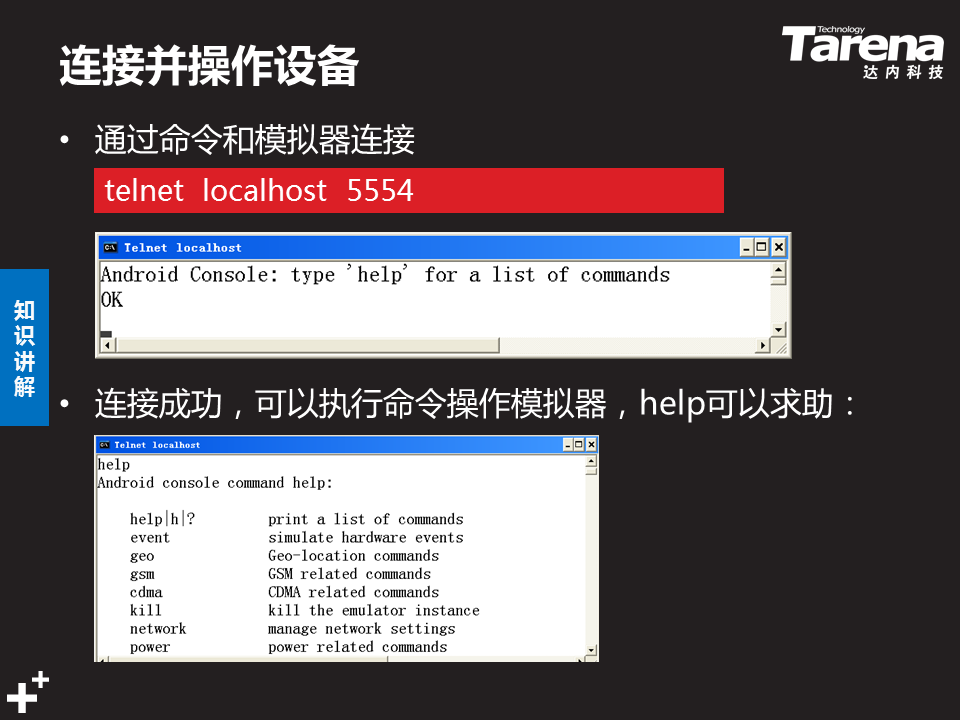 连接并操作设备
Technology
Tarena
达内科技
• 通过命令和模拟器连接
telnet localhost 5554
Telnet localhost
Android Console: type 'help' for a list of commands
OK
知识讲解
• 连接成功，可以执行命令操作模拟器，help可以求助：
Telnet localhost
help
Android console command help:
help|h|? print a list of commands
event simulate hardware events
geo Geo-location commands
gsm GSM related commands
cdma CDMA related commands
kill kill the emulator instance
network manage network settings
power power related commands